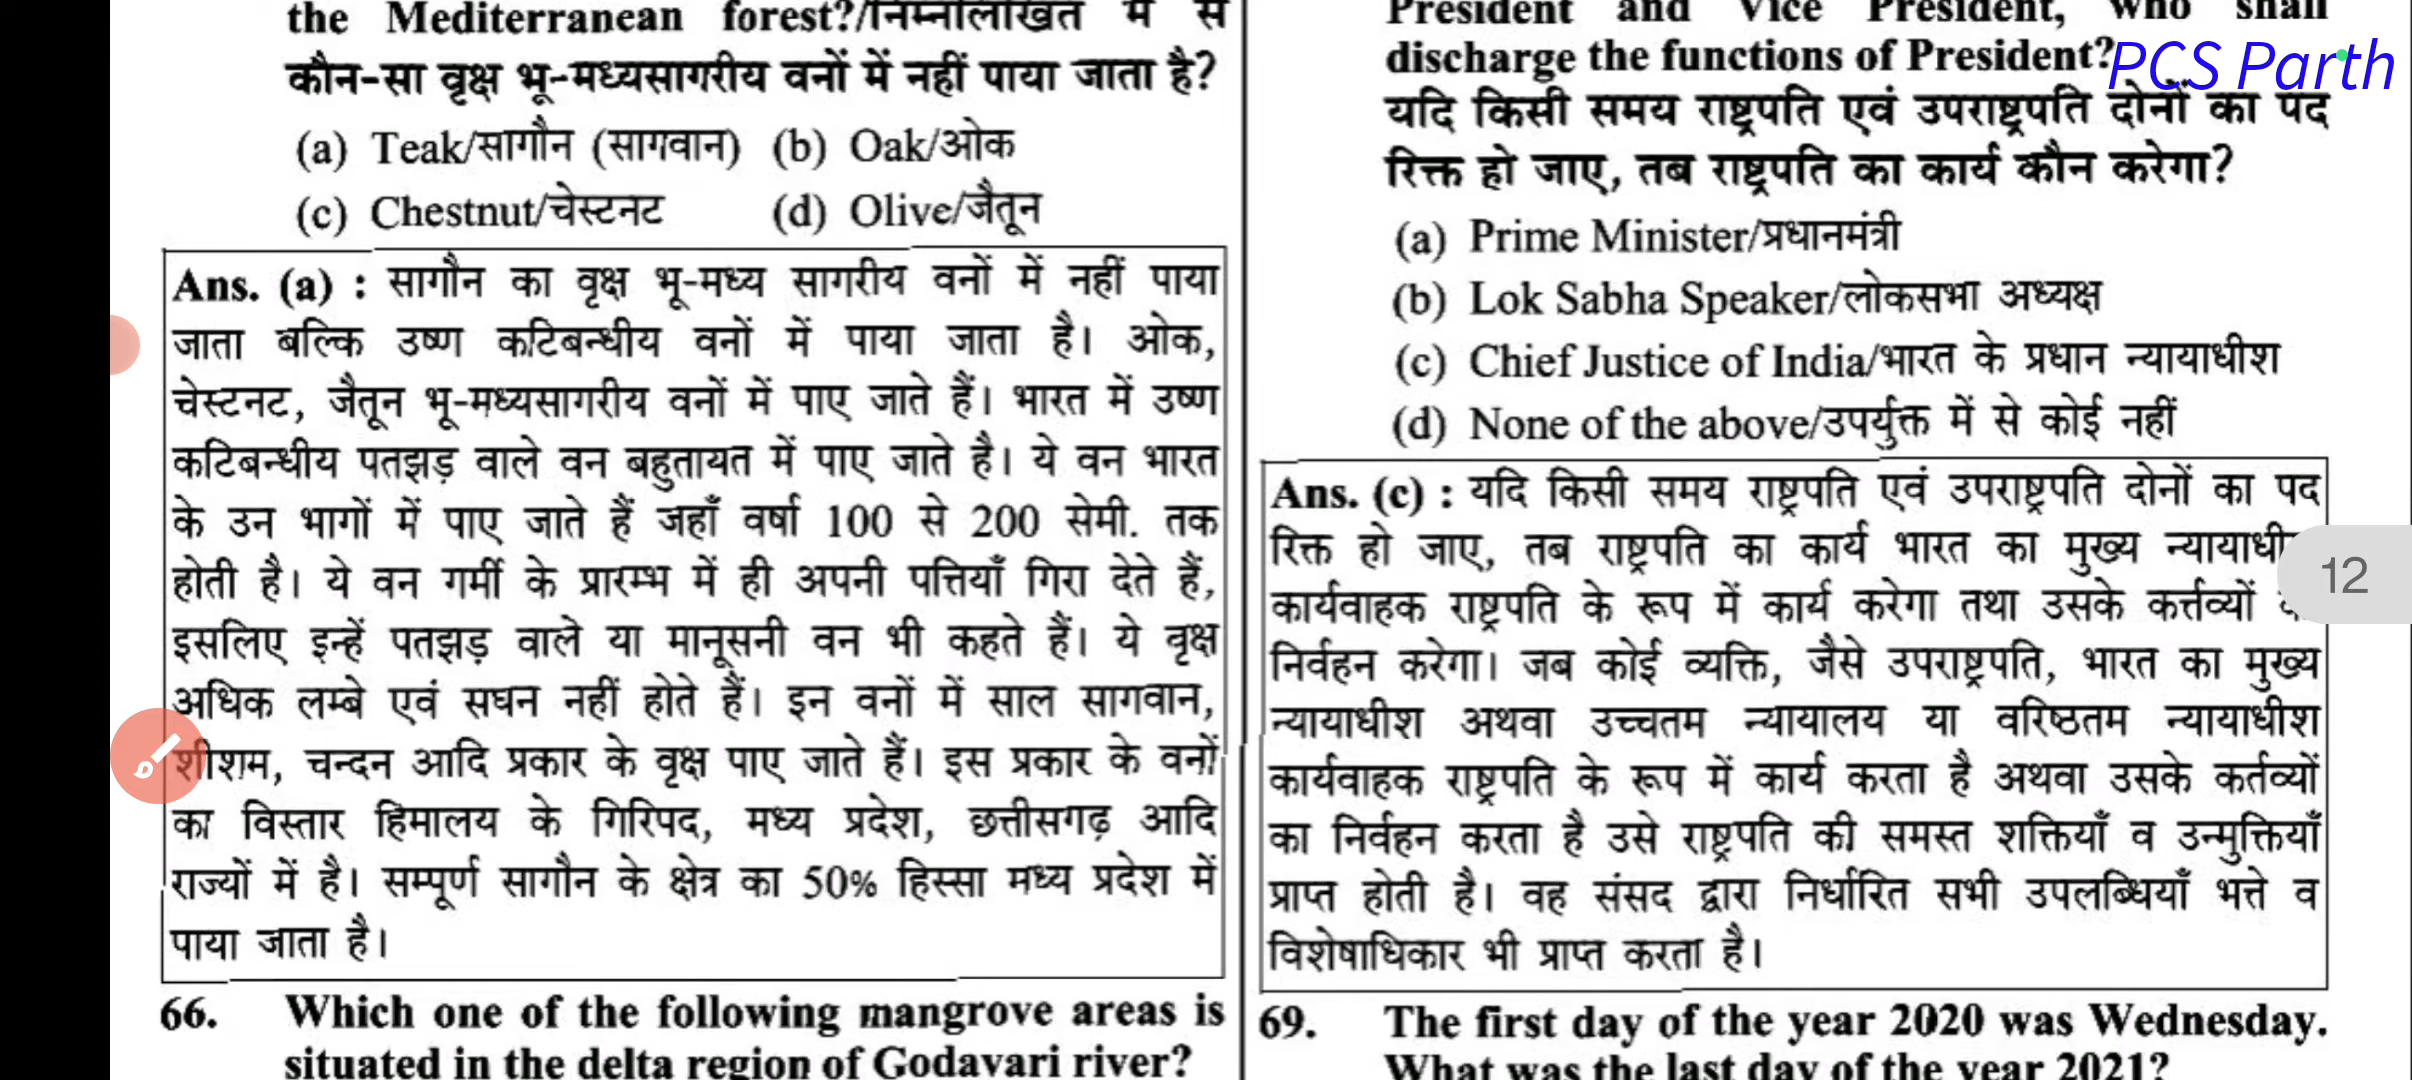 the Mediterranean forest?/निम्नलिखित में से
कौन-सा वृक्ष भू-मध्यसागरीय वनों में नहीं पाया जाता है?
(a) Teak/सागौन (सागवान) (b) Oak/ओक
(c) Chestnut/चेस्टनट (d) Olive/जैतून
Ans. (a) : सागौन का वृक्ष भू-मध्य सागरीय वनों में नहीं पाया
जाता बल्कि उष्ण कटिबन्धीय वनों में पाया जाता है। ओक,
चेस्टनट, जैतून भू-मध्यसागरीय वनों में पाए जाते हैं। भारत में उष्ण
कटिबन्धीय पतझड़ वाले वन बहुतायत में पाए जाते है। ये वन भारत
के उन भागों में पाए जाते हैं जहाँ वर्षा 100 से 200 सेमी. तक
होती है। ये वन गर्मी के प्रारम्भ में ही अपनी पत्तियाँ गिरा देते हैं,
इसलिए इन्हें पतझड़ वाले या मानूसनी वन भी कहते हैं। ये वृक्ष
अधिक लम्बे एवं सघन नहीं होते हैं। इन वनों में साल सागवान,
शीशम, चन्दन आदि प्रकार के वृक्ष पाए जाते हैं। इस प्रकार के वनों
का विस्तार हिमालय के गिरिपद, मध्य प्रदेश, छत्तीसगढ़ आदि
राज्यों में है। सम्पूर्ण सागौन के क्षेत्र का 50% हिस्सा मध्य प्रदेश में
पाया जाता है।
66. Which one of the following mangrove areas is
situated in the delta region of Godavari river?
President and Vice President, who shall
discharge the functions of President?
PCS Parth
यदि किसी समय राष्ट्रपति एवं उपराष्ट्रपति दोनों का पद
रिक्त हो जाए, तब राष्ट्रपति का कार्य कौन करेगा?
(a) Prime Minister/प्रधानमंत्री
(b) Lok Sabha Speaker/लोकसभा अध्यक्ष
(c) Chief Justice of India/भारत के प्रधान न्यायाधीश
(d) None of the above/उपर्युक्त में से कोई नहीं
Ans. (c) : यदि किसी समय राष्ट्रपति एवं उपराष्ट्रपति दोनों का पद
रिक्त हो जाए, तब राष्ट्रपति का कार्य भारत का मुख्य
कार्यवाहक राष्ट्रपति के रूप में कार्य करेगा तथा उसके कर्त्तव्यों
12
निर्वहन करेगा। जब कोई व्यक्ति, जैसे उपराष्ट्रपति, भारत का मुख्य
न्यायाधीश अथवा उच्चतम न्यायालय या वरिष्ठतम न्यायाधीश
कार्यवाहक राष्ट्रपति के रूप में कार्य करता है अथवा उसके कर्तव्यों
का निर्वहन करता है उसे राष्ट्रपति की समस्त शक्तियाँ व उन्मुक्तियाँ
प्राप्त होती है। वह संसद द्वारा निर्धारित सभी उपलब्धियाँ भत्ते व
विशेषाधिकार भी प्राप्त करता है।
69. The first day of the year 2020 was Wednesday.
What was the last day of the year 2021?